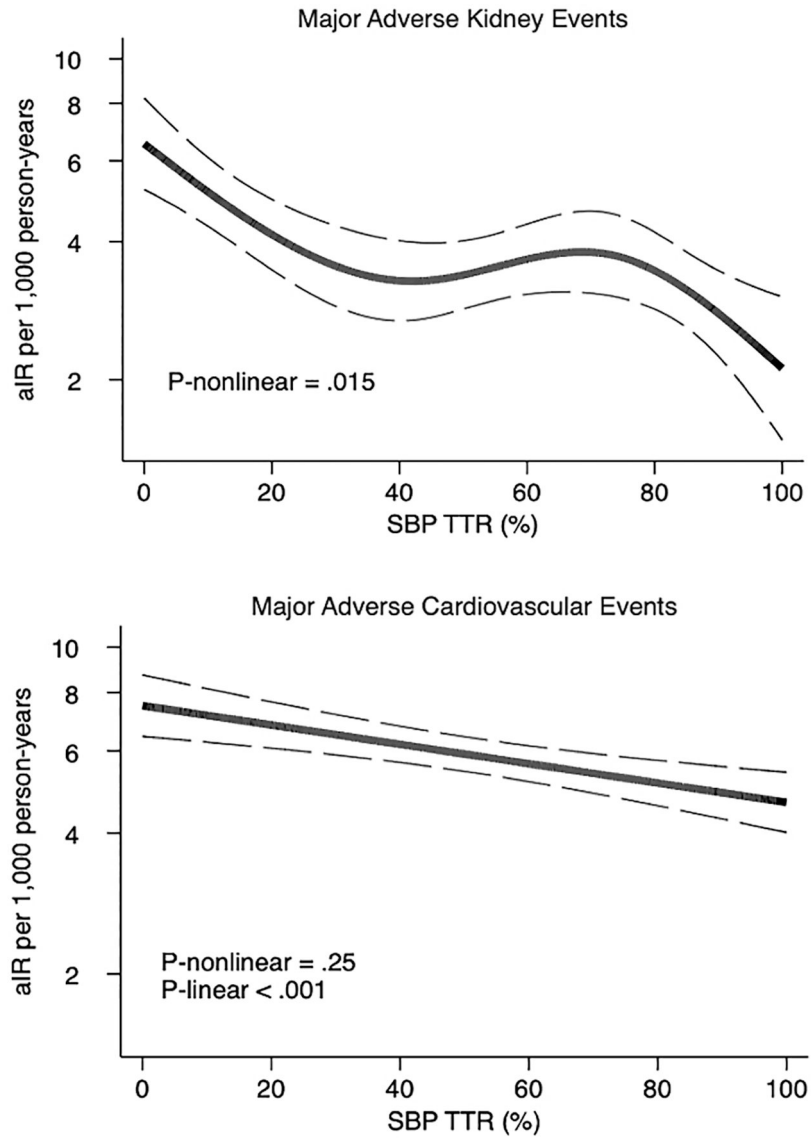 Major Adverse Kidney Events
10
8
6
4
2
aIR per 1,000 person-years
P-nonlinear = .015
0 20 40 60 80 100
SBP TTR (%)
Major Adverse Cardiovascular Events
10
8
6
4
2
aIR per 1,000 person-years
P-nonlinear = .25
P-linear < .001
0 20 40 60 80 100
SBP TTR (%)